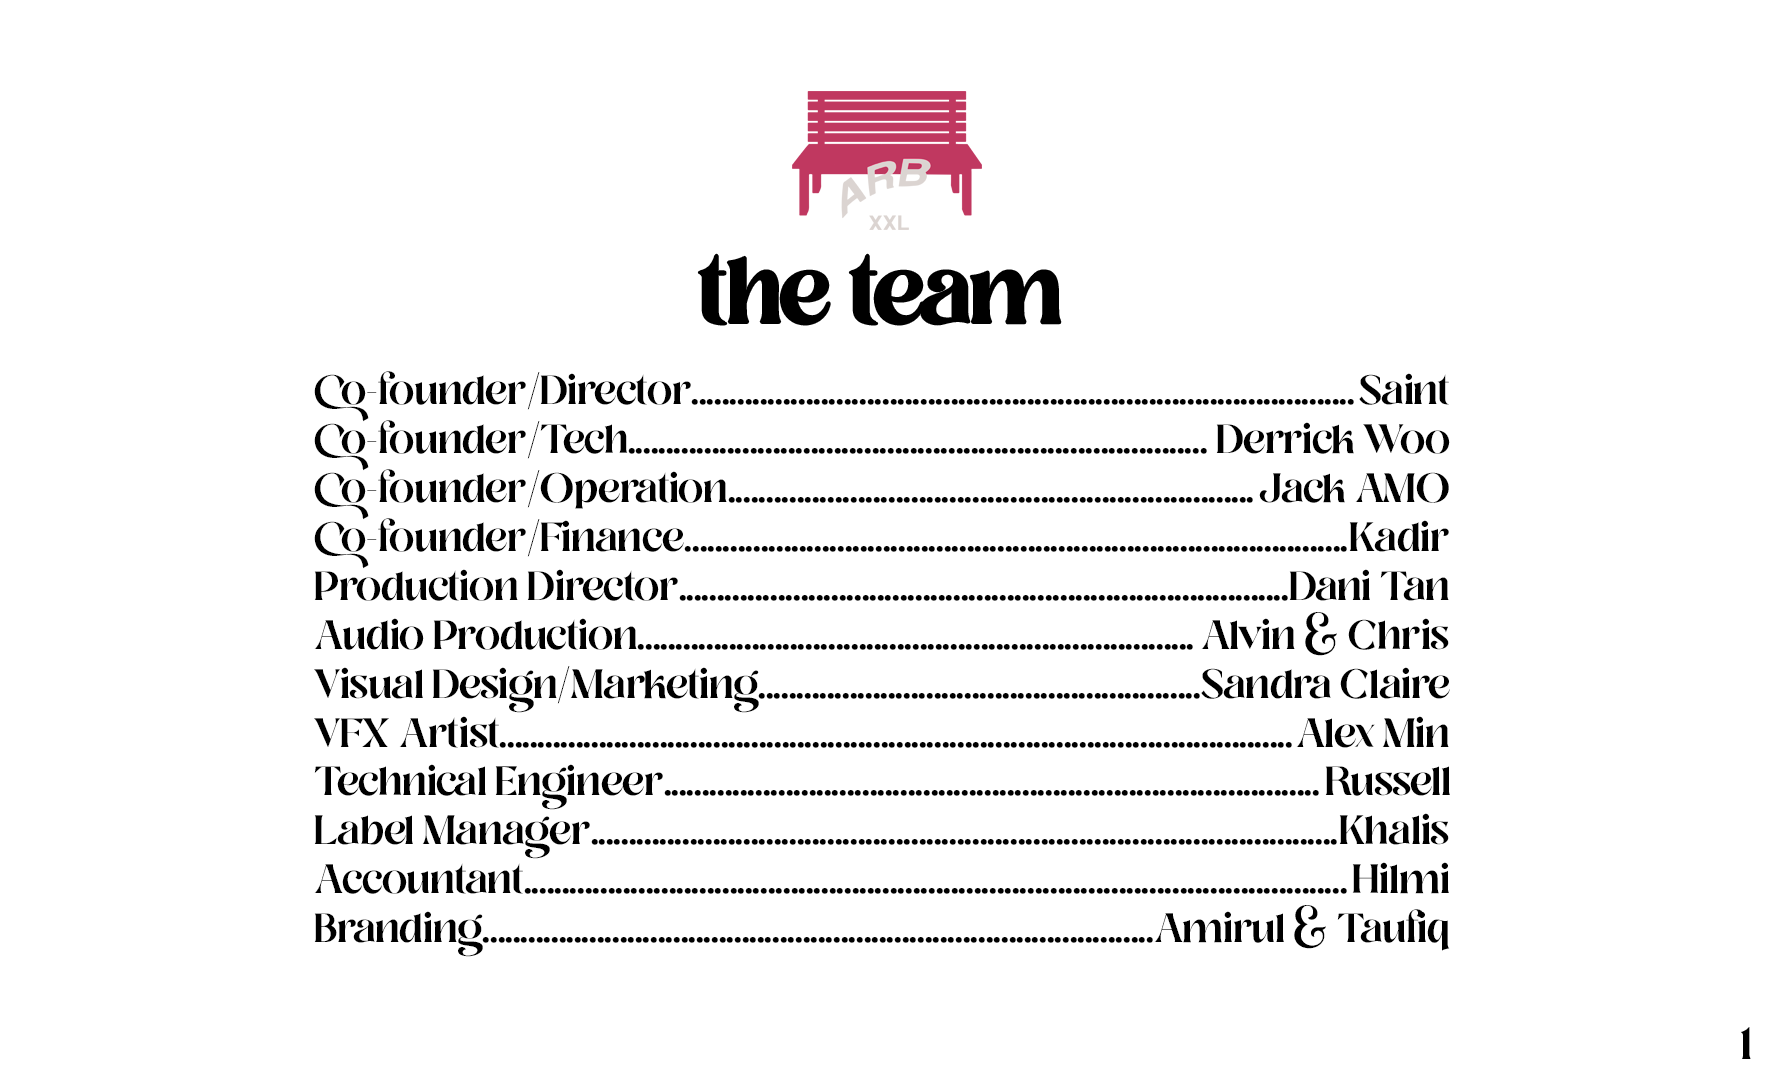 ARB
XXL
the team
Co-founder/Director........................................................................................ Saint
Co-founder/Tech............................................................................. Derrick Woo
Co-founder/Operation...................................................................... Jack AMO
Co-founder/Finance........................................................................................Kadir
Production Director.................................................................................Dani Tan
Audio Production.......................................................................... Alvin & Chris
Visual Design/Marketing...........................................................Sandra Claire
VFX Artist......................................................................................................... Alex Min
Technical Engineer....................................................................................... Russell
Label Manager...................................................................................................Khalis
Accountant............................................................................................................. Hilmi
Branding.........................................................................................Amirul & Taufiq
1